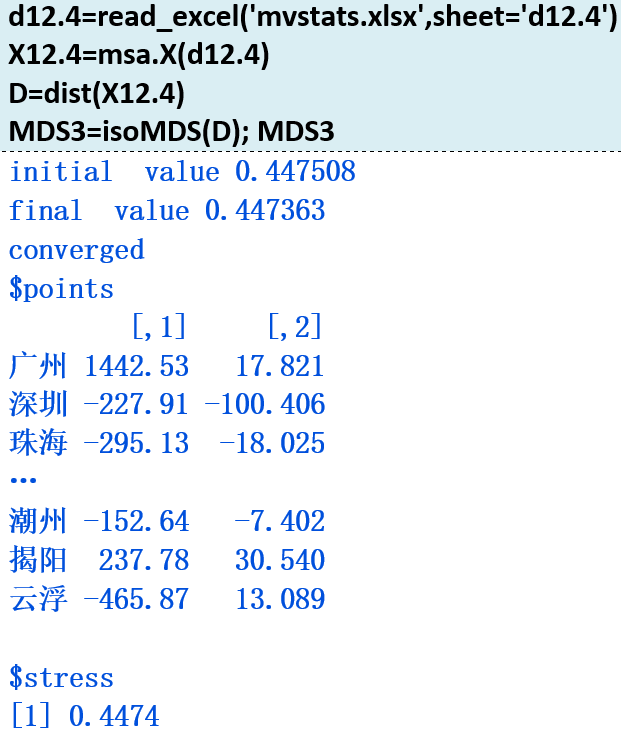 d12.4=read_excel('mvstats.xlsx',sheet='d12.4')
X12.4=msa.X(d12.4)
D=dist(X12.4)
MDS3=isoMDS(D); MDS3
initial  value 0.447508
final  value 0.447363
converged
$points
[,1] [,2]
广州 1442.53 17.821
深圳 -227.91 -100.406
珠海 -295.13 -18.025
…
潮州 -152.64 -7.402
揭阳 237.78 30.540
云浮 -465.87 13.089
$stress
[1] 0.4474